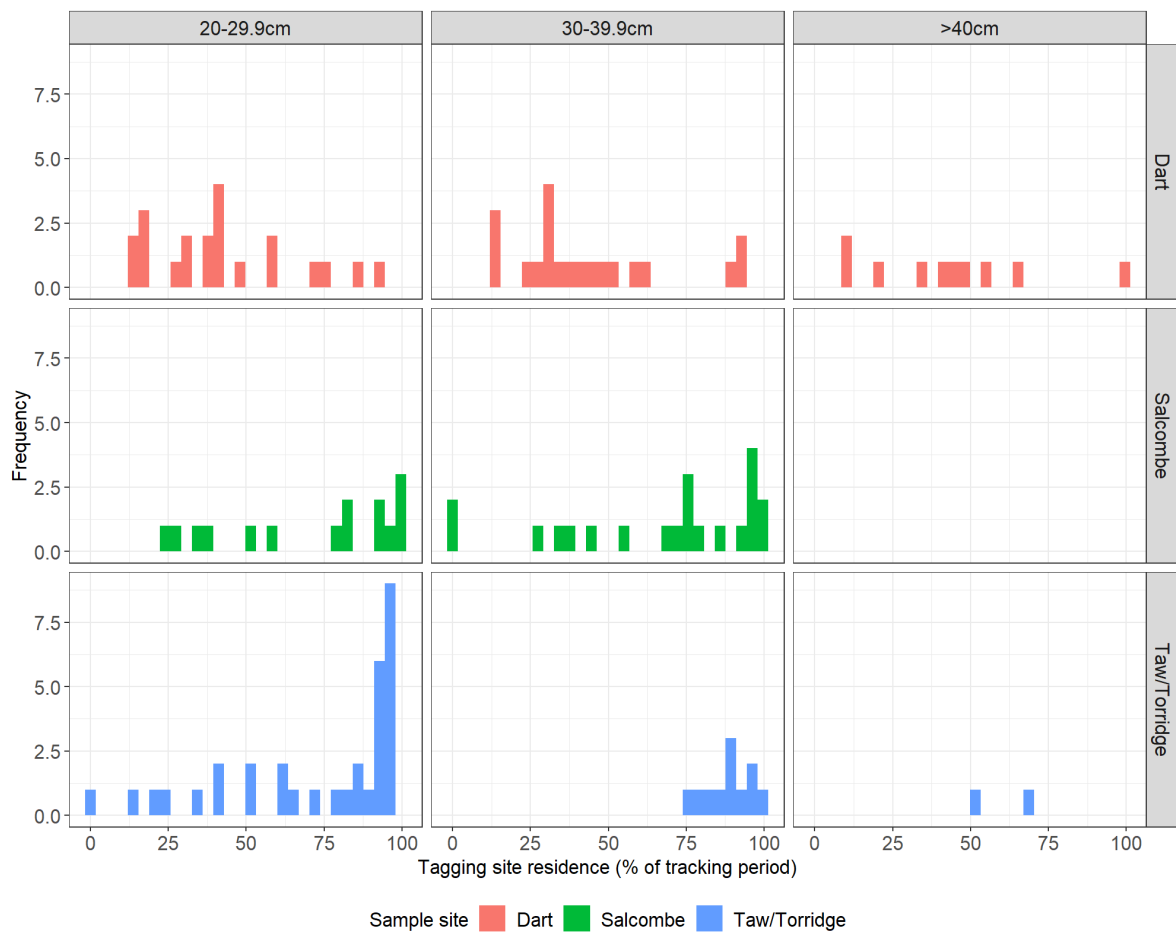 20-29.9cm 30-39.9cm >40cm
7.5
5.0
2.5
0.0
Dart
7.5
5.0
2.5
0.0
Salcombe
Frequency
7.5
5.0
2.5
0.0
Taw/Torridge
0 25 50 75 100 0 25 50 75 100 0 25 50 75 100
Tagging site residence (% of tracking period)
Sample site Dart Salcombe Taw/Torridge